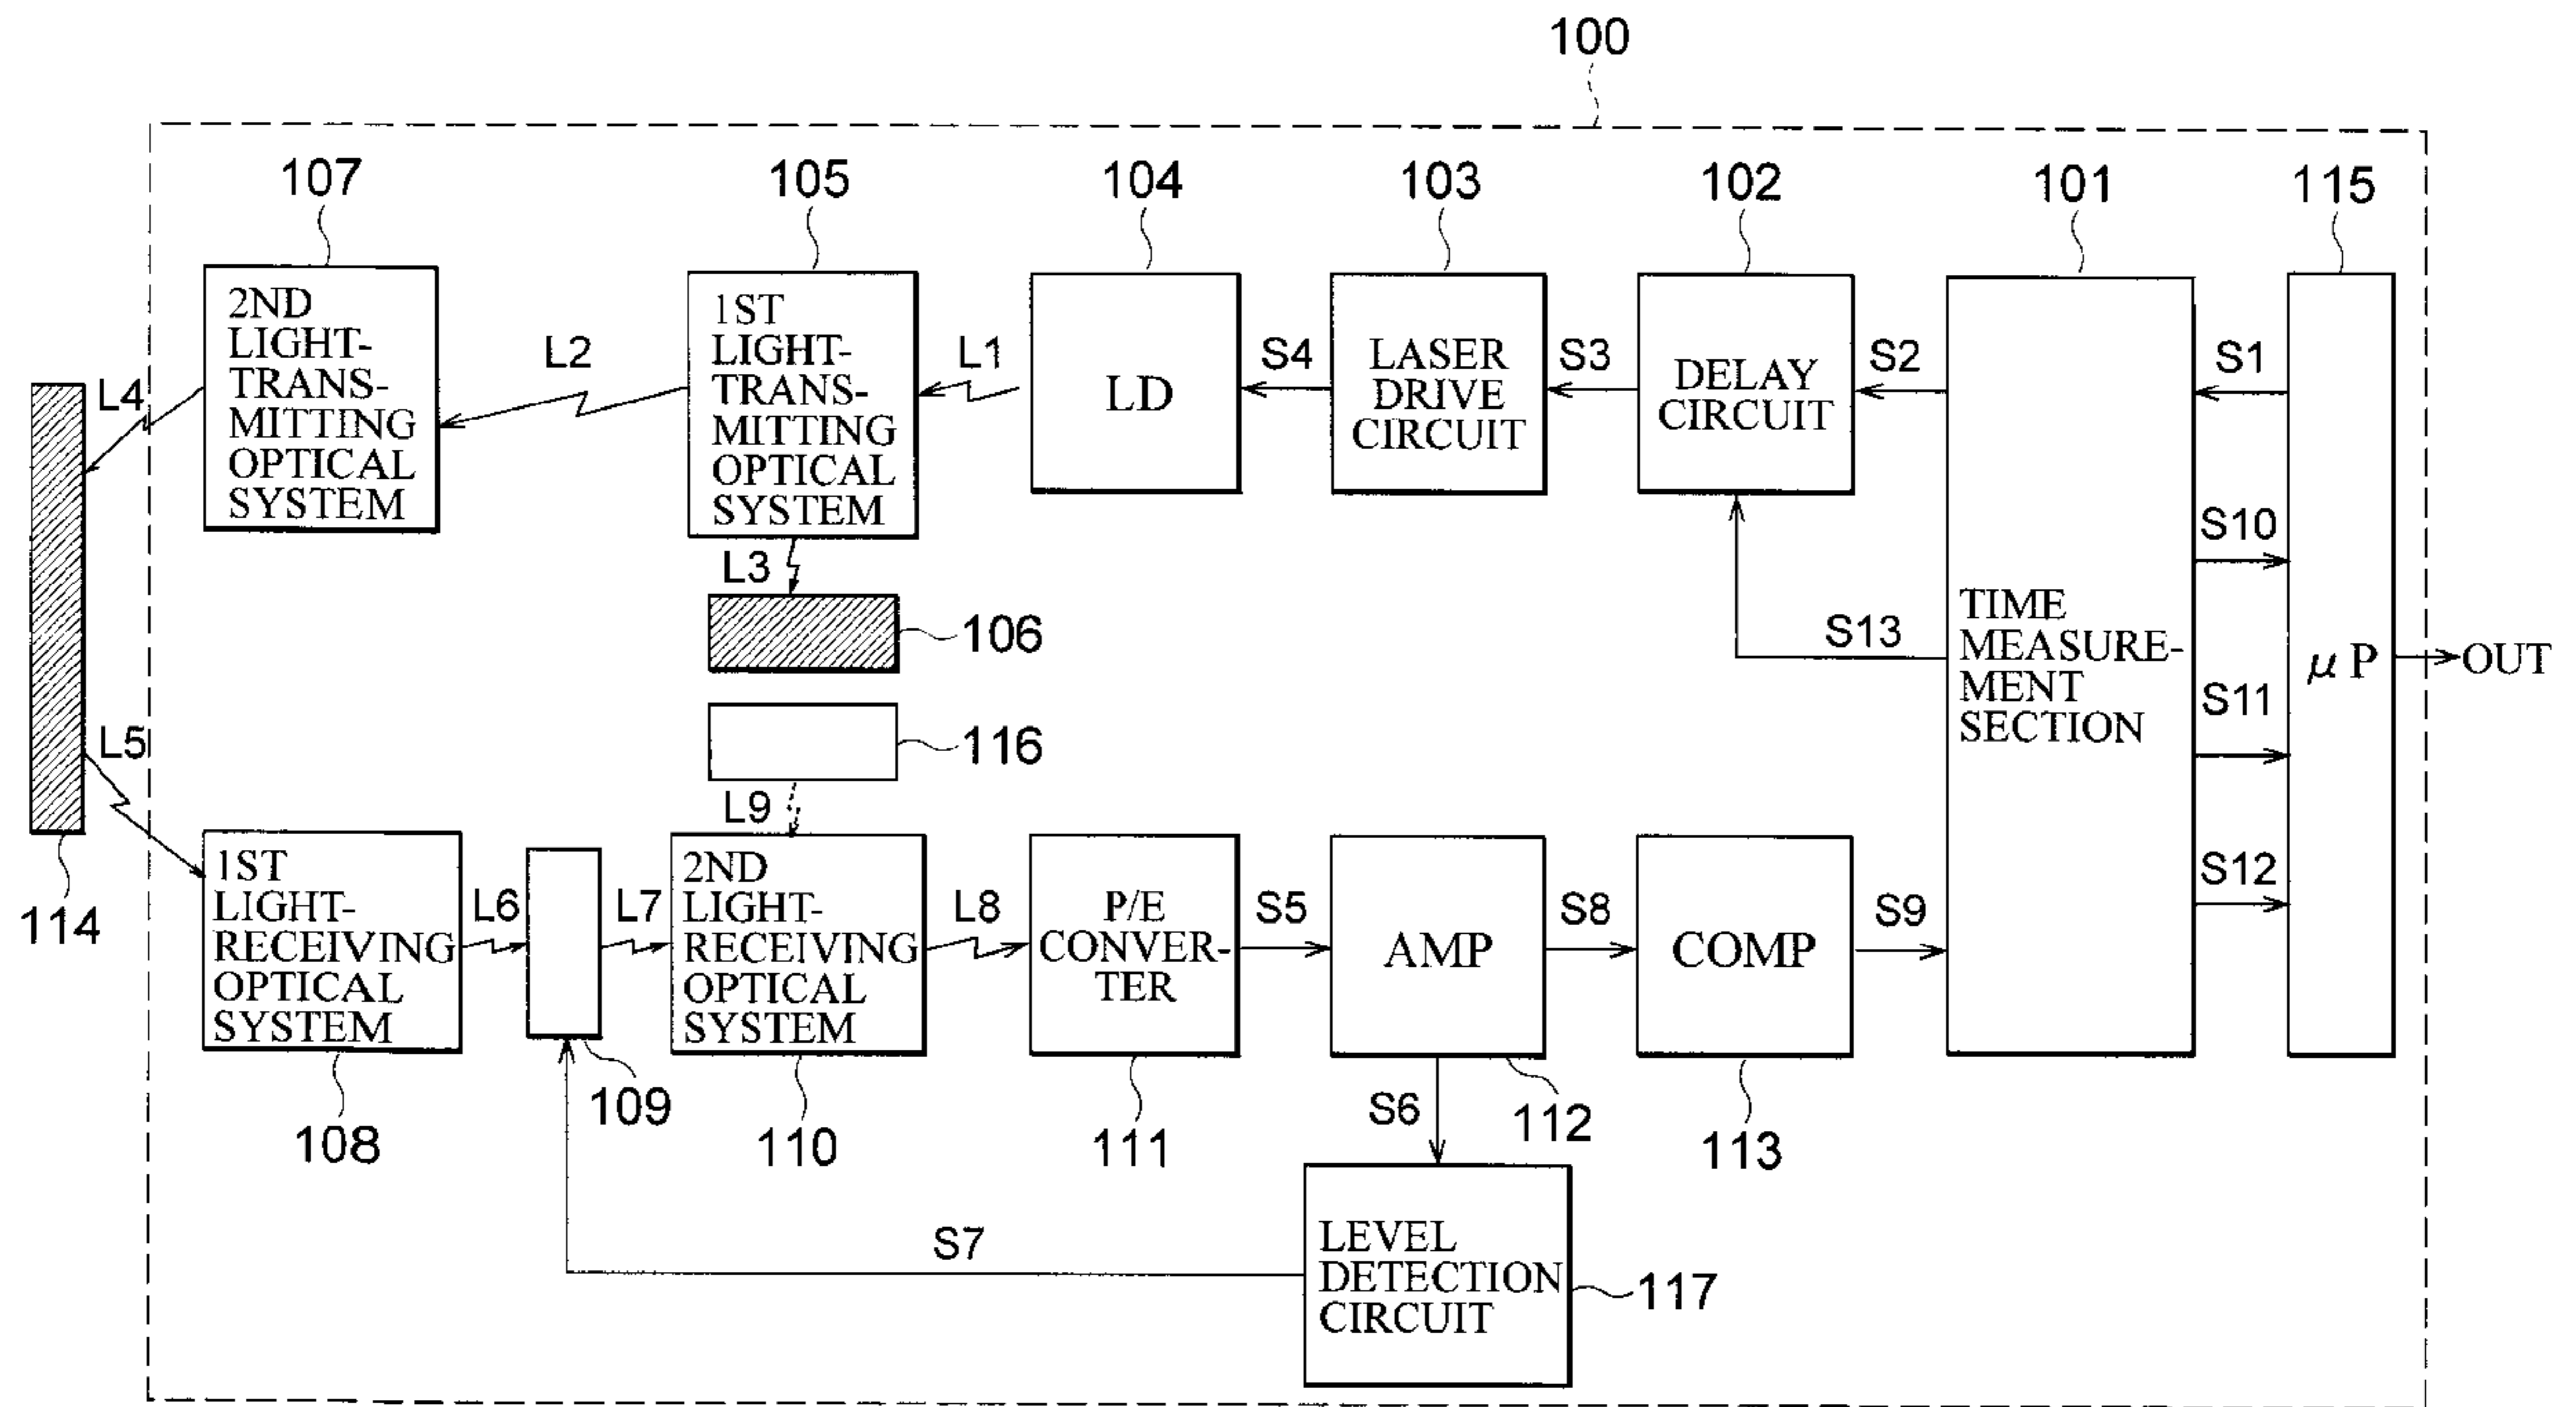 100
107
105
104
103
102
101
115
2ND
LIGHT-
TRANS-
MITTING
OPTICAL
SYSTEM
1ST
LIGHT-
TRANS-
MITTING
OPTICAL
SYSTEM
LD
LASER
DRIVE
CIRCUIT
DELAY
CIRCUIT
TIME
MEASURE-
MENT
SECTION
μP
OUT
L4
L2
L1
S4
S3
S2
S1
S10
S13
S11
S12
L3
106
116
L9
L5
114
1ST
LIGHT-
RECEIVING
OPTICAL
SYSTEM
L6
L7
2ND
LIGHT-
RECEIVING
OPTICAL
SYSTEM
L8
P/E
CONVER-
TER
S5
AMP
S8
COMP
S9
108
109
110
111
S6
112
113
S7
LEVEL
DETECTION
CIRCUIT
117